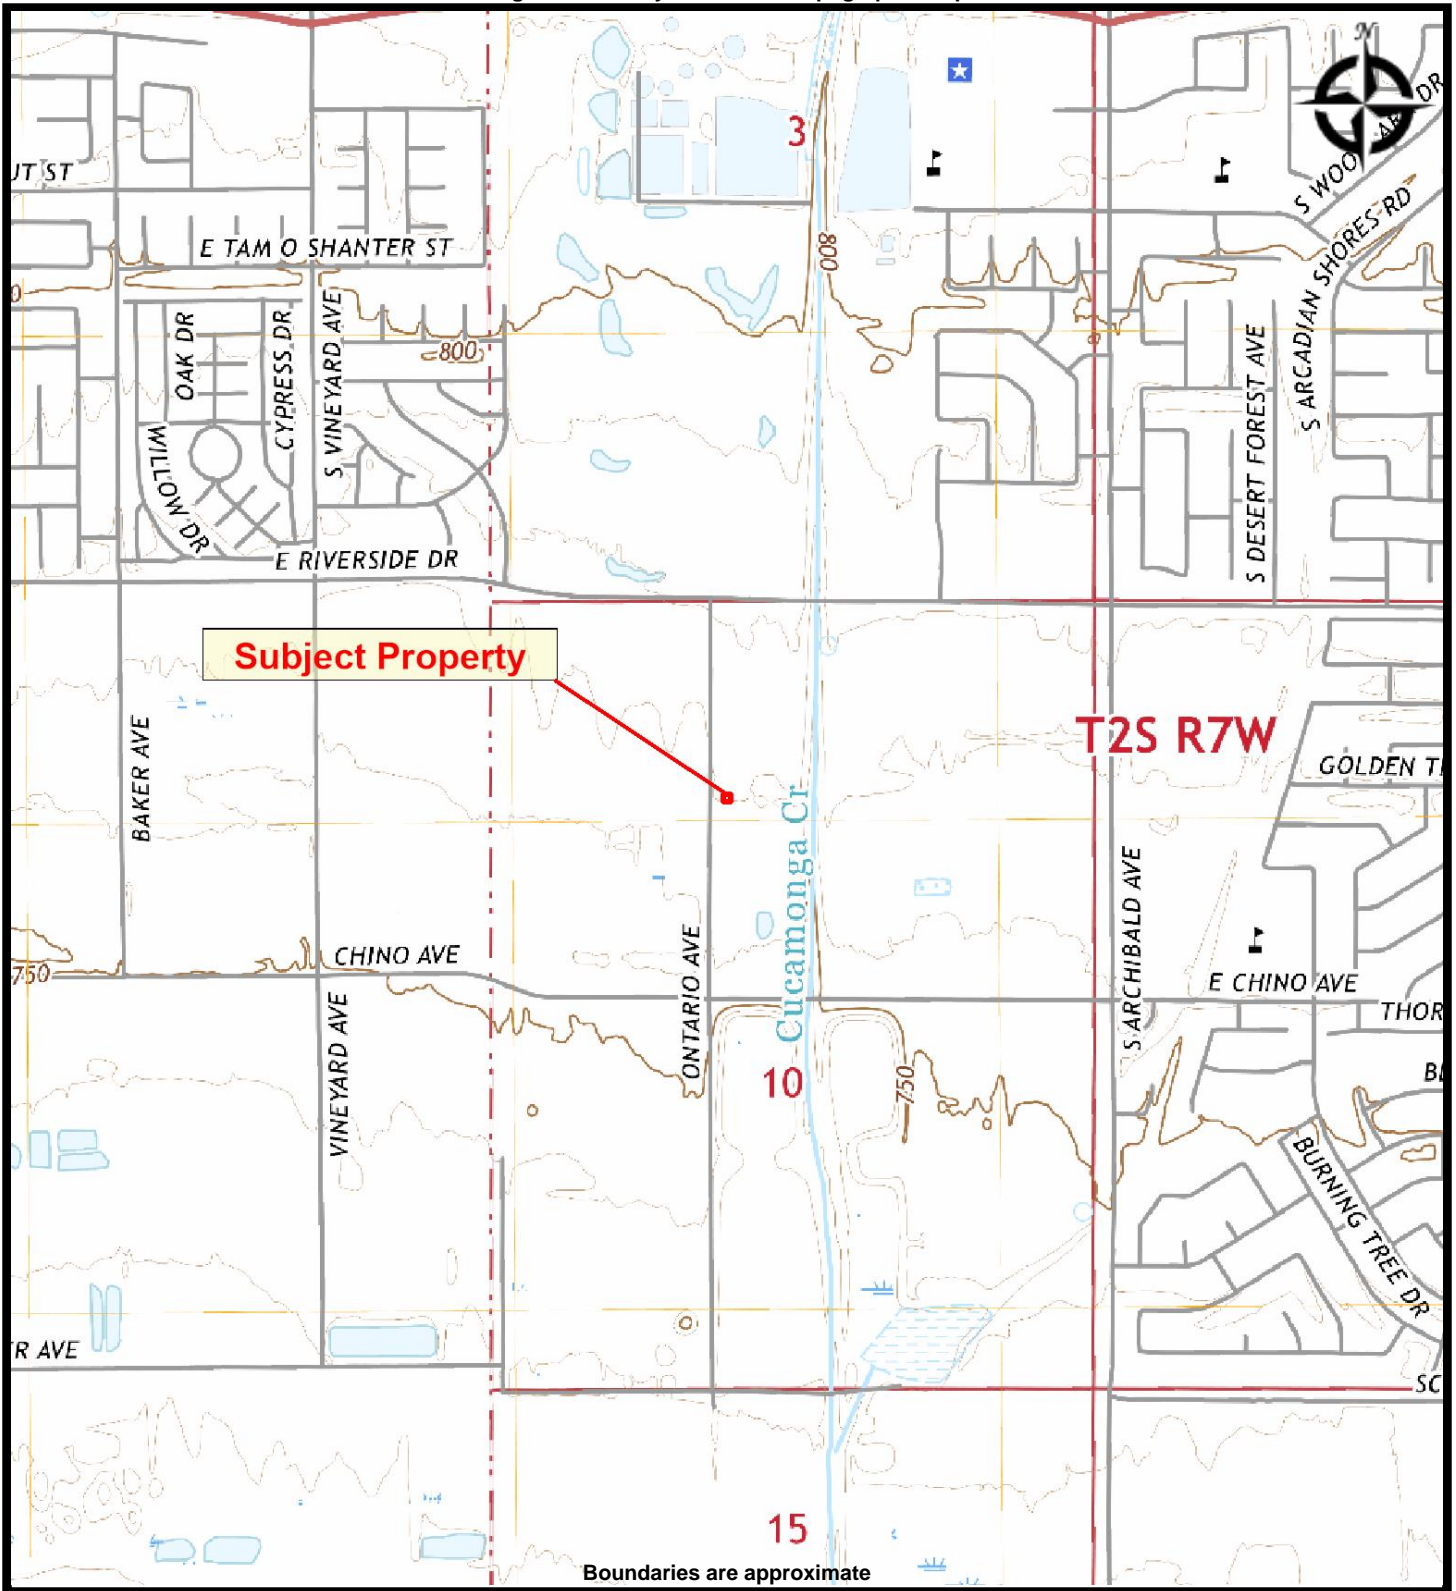 N
3
DR
UT ST
S WOO
S ARCADIAN SHORES RD
E TAM O SHANTER ST
800
0
OAK DR
CYPRESS DR
S VINEYARD AVE
800
S DESERT FOREST AVE
WILLOW DR
E RIVERSIDE DR
Subject Property
T2S R7W
BAKER AVE
GOLDEN T
Cucamonga Cr
S ARCHIBALD AVE
ONTARIO AVE
CHINO AVE
750
E CHINO AVE
THOR
VINEYARD AVE
10
750
BURNING TREE DR
R AVE
SC
15
Boundaries are approximate